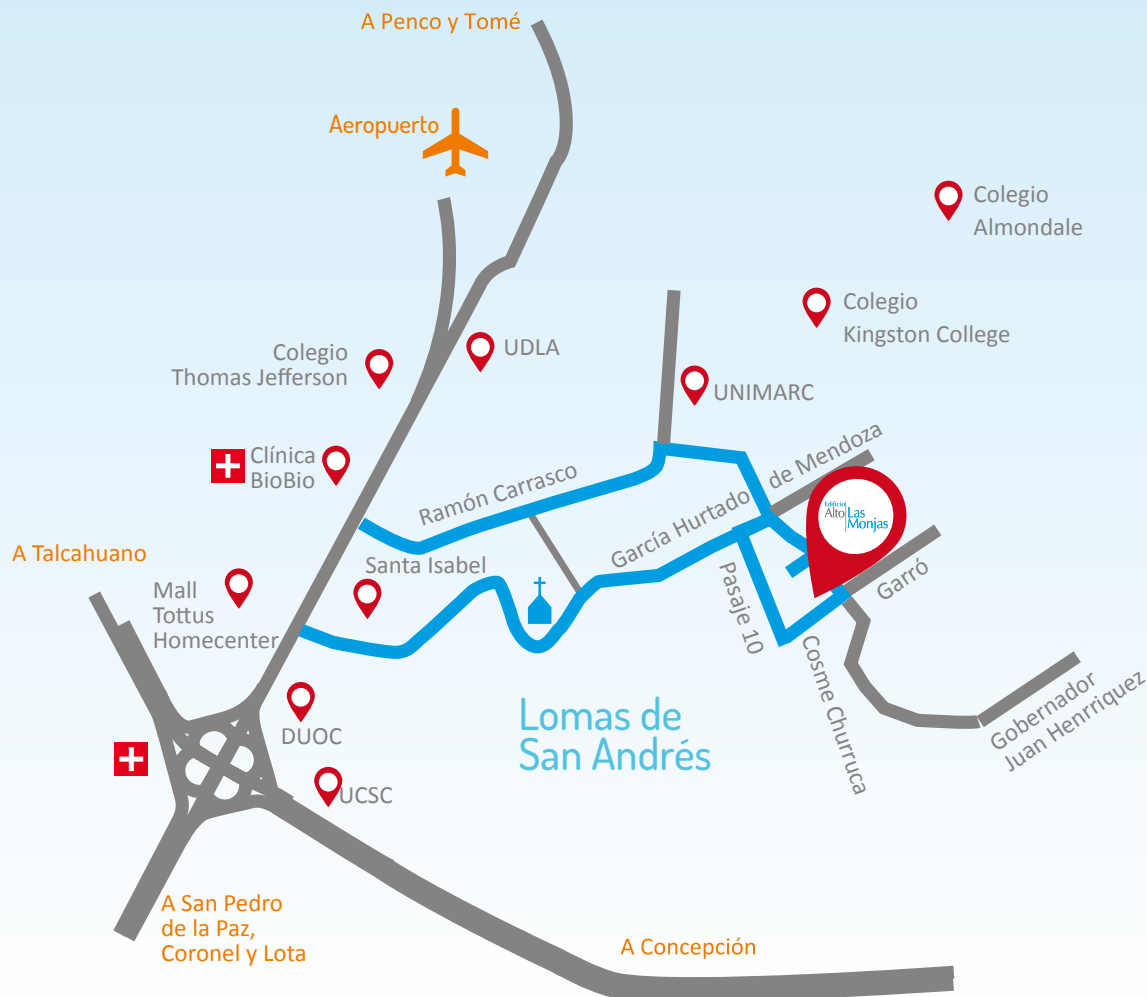 A Penco y Tomé
Aeropuerto
Colegio
Almondale
Colegio
Kingston College
Colegio
Thomas Jefferson
UDLA
UNIMARC
Clínica
BioBio
Ramón Carrasco
García Hurtado de Mendoza
Edificio
Alto Las
Monjas
A Talcahuano
Santa Isabel
Mall
Tottus
Homecenter
Pasaje 10
Garró
Cosme Churruca
Gobernador
Juan Henrriquez
Lomas de
San Andrés
DUOC
UCSC
A San Pedro
de la Paz,
Coronel y Lota
A Concepción